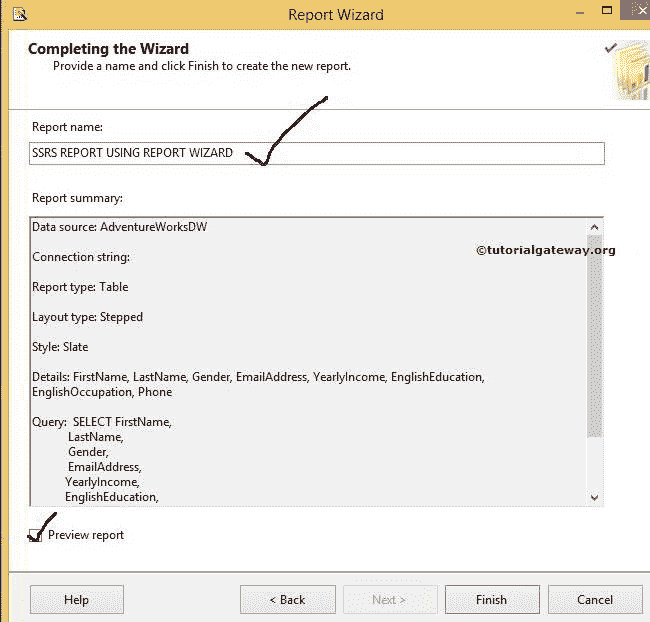 Report Wizard
Completing the Wizard
Provide a name and click Finish to create the new report.
Report name:
SSRS REPORT USING REPORT WIZARD
Report summary:
Data source: AdventureWorksDW
©tutorialgateway.org
Connection string:
Report type: Table
Layout type: Stepped
Style: Slate
Details: FirstName, LastName, Gender, EmailAddress, YearlyIncome, EnglishEducation,
EnglishOccupation, Phone
Query:  SELECT FirstName,
LastName,
Gender,
EmailAddress,
YearlyIncome,
EnglishEducation,
Preview report
Help
< Back
Next >
Finish
Cancel